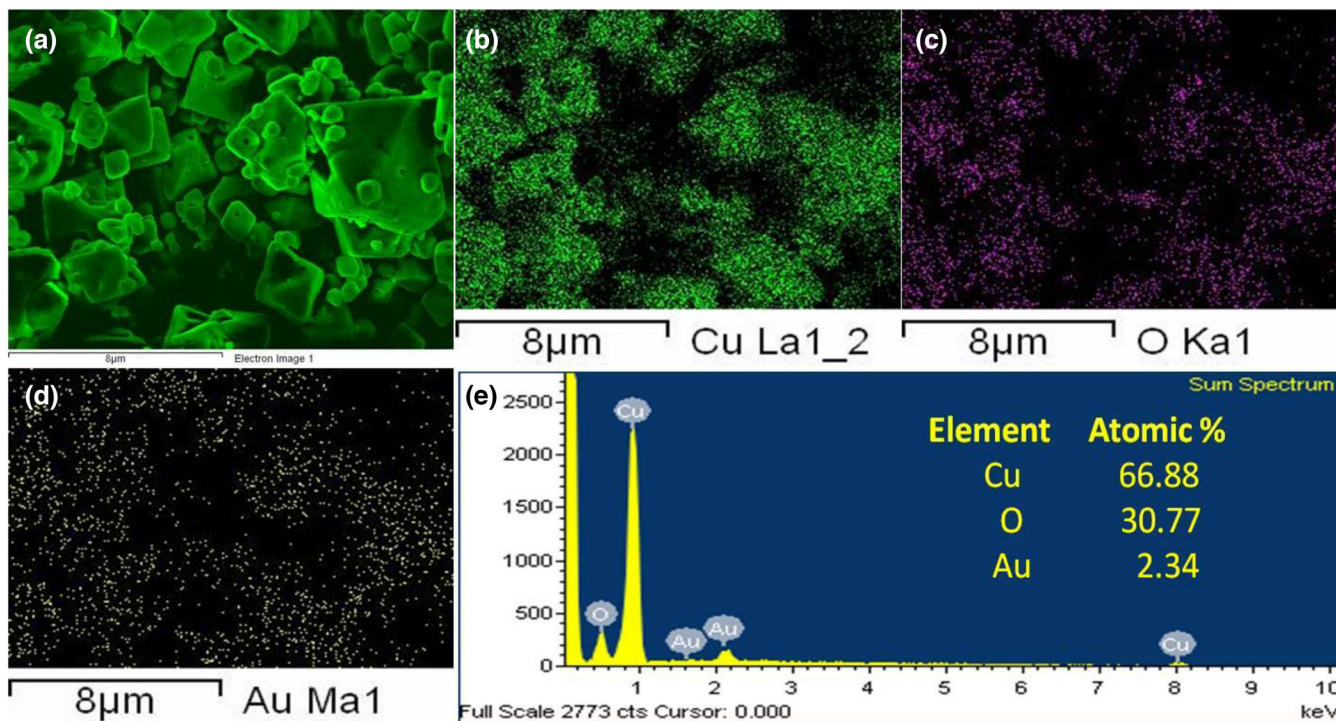 (a)
8µm
Electron Image 1
(b)
8µm
Cu La1_2
(c)
8µm
O Ka1
(d)
8µm
Au Ma1
(e)
Sum Spectrum
2500
2000
1500
1000
500
0
Cu
O
Au
Au
Cu
Element Atomic %
Cu 66.88
O 30.77
Au 2.34
1 2 3 4 5 6 7 8 9 10
Full Scale 2773 cts Cursor: 0.000
keV